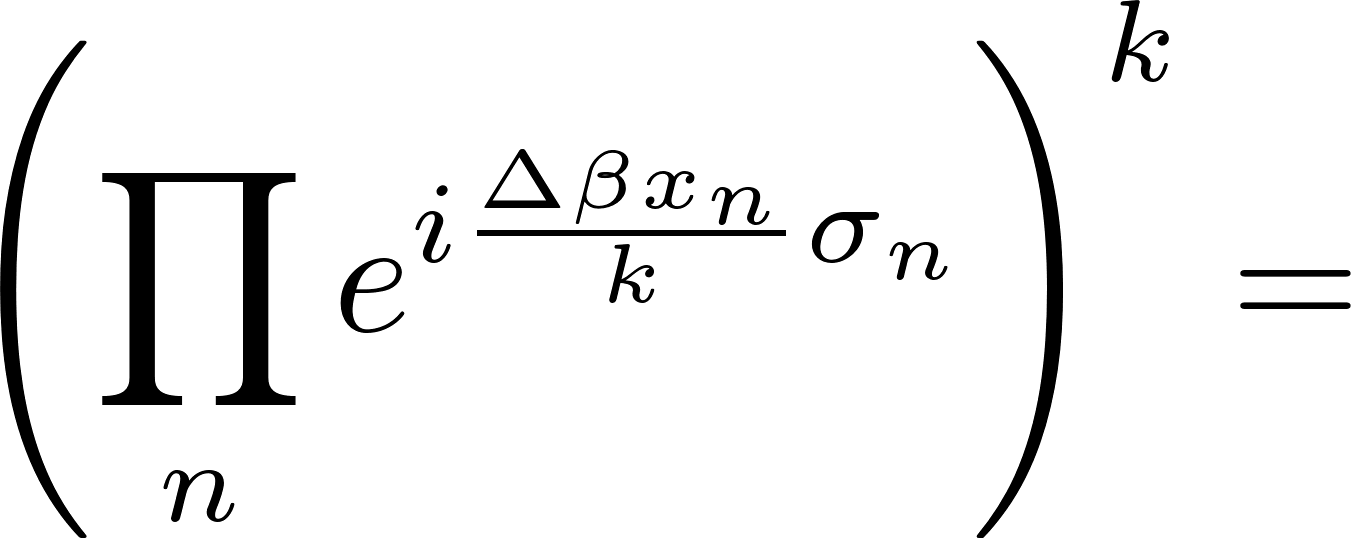 \left( \prod_n e^{i \frac{\Delta \beta x_n}{k} \sigma_n} \right)^k =